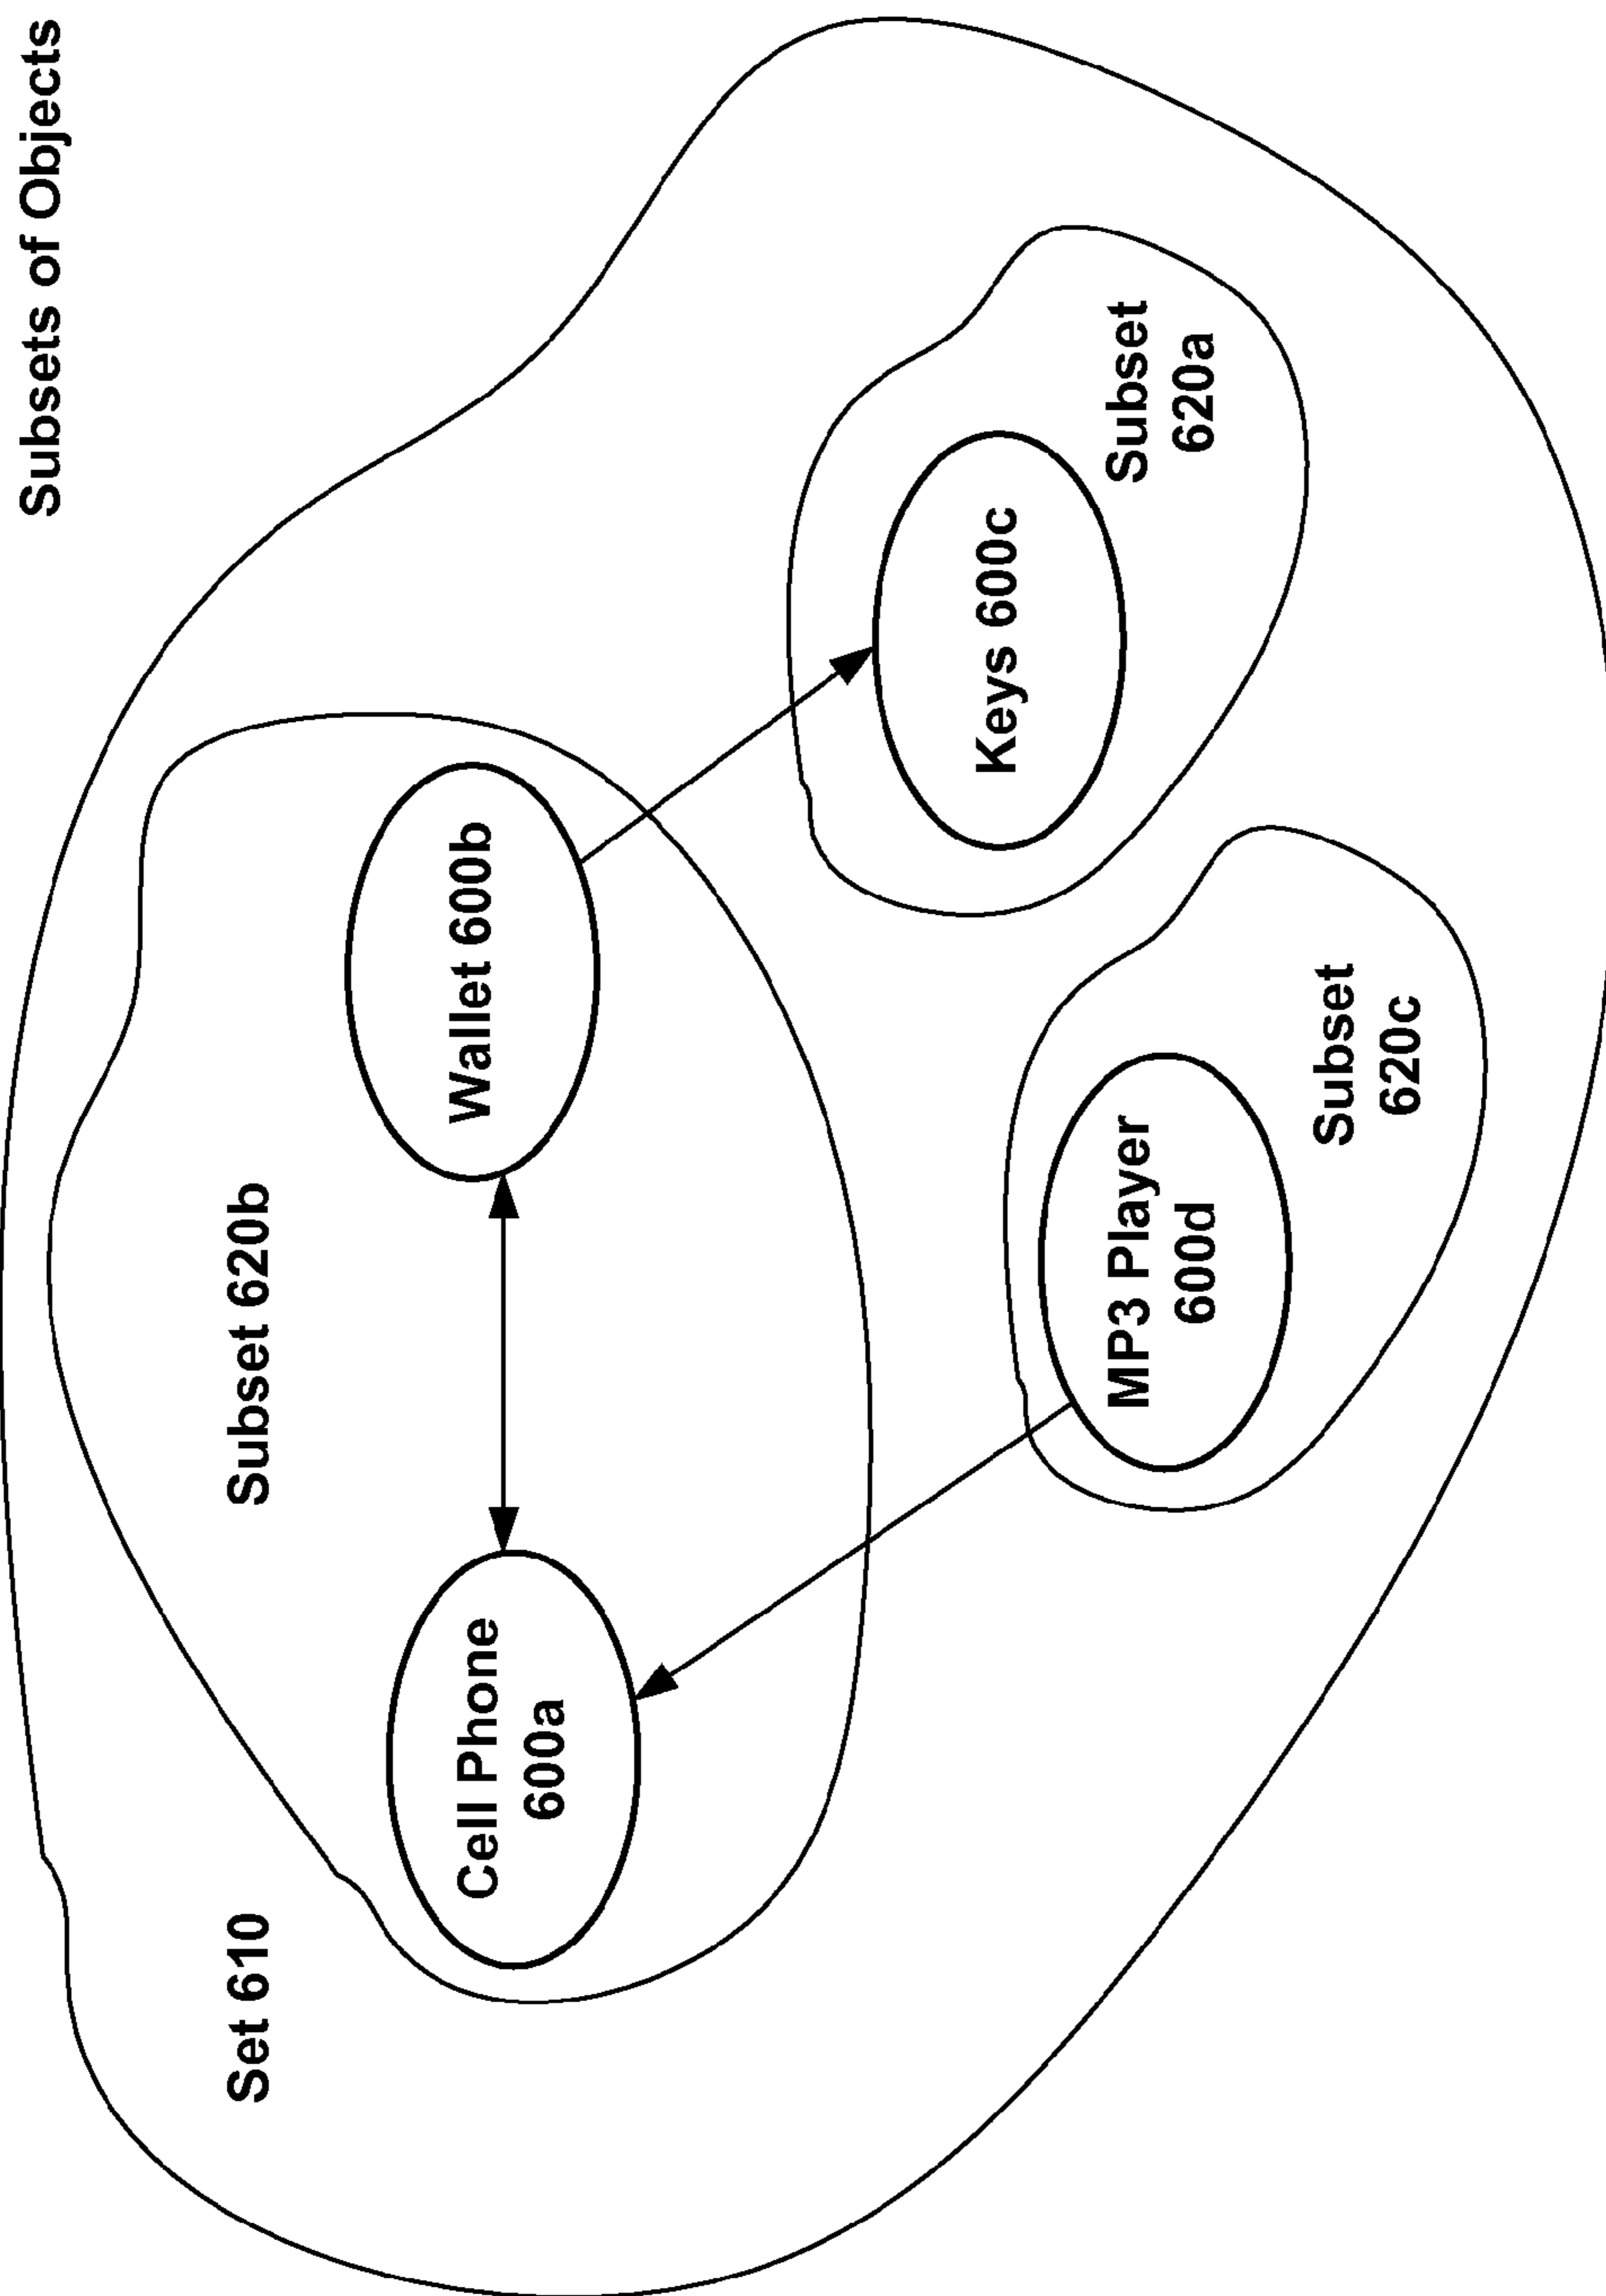 Subsets of Objects
Set 610
Subset 620b
Cell Phone
600a
Wallet 600b
Keys 600c
Subset
620a
MP3 Player
600d
Subset
620c